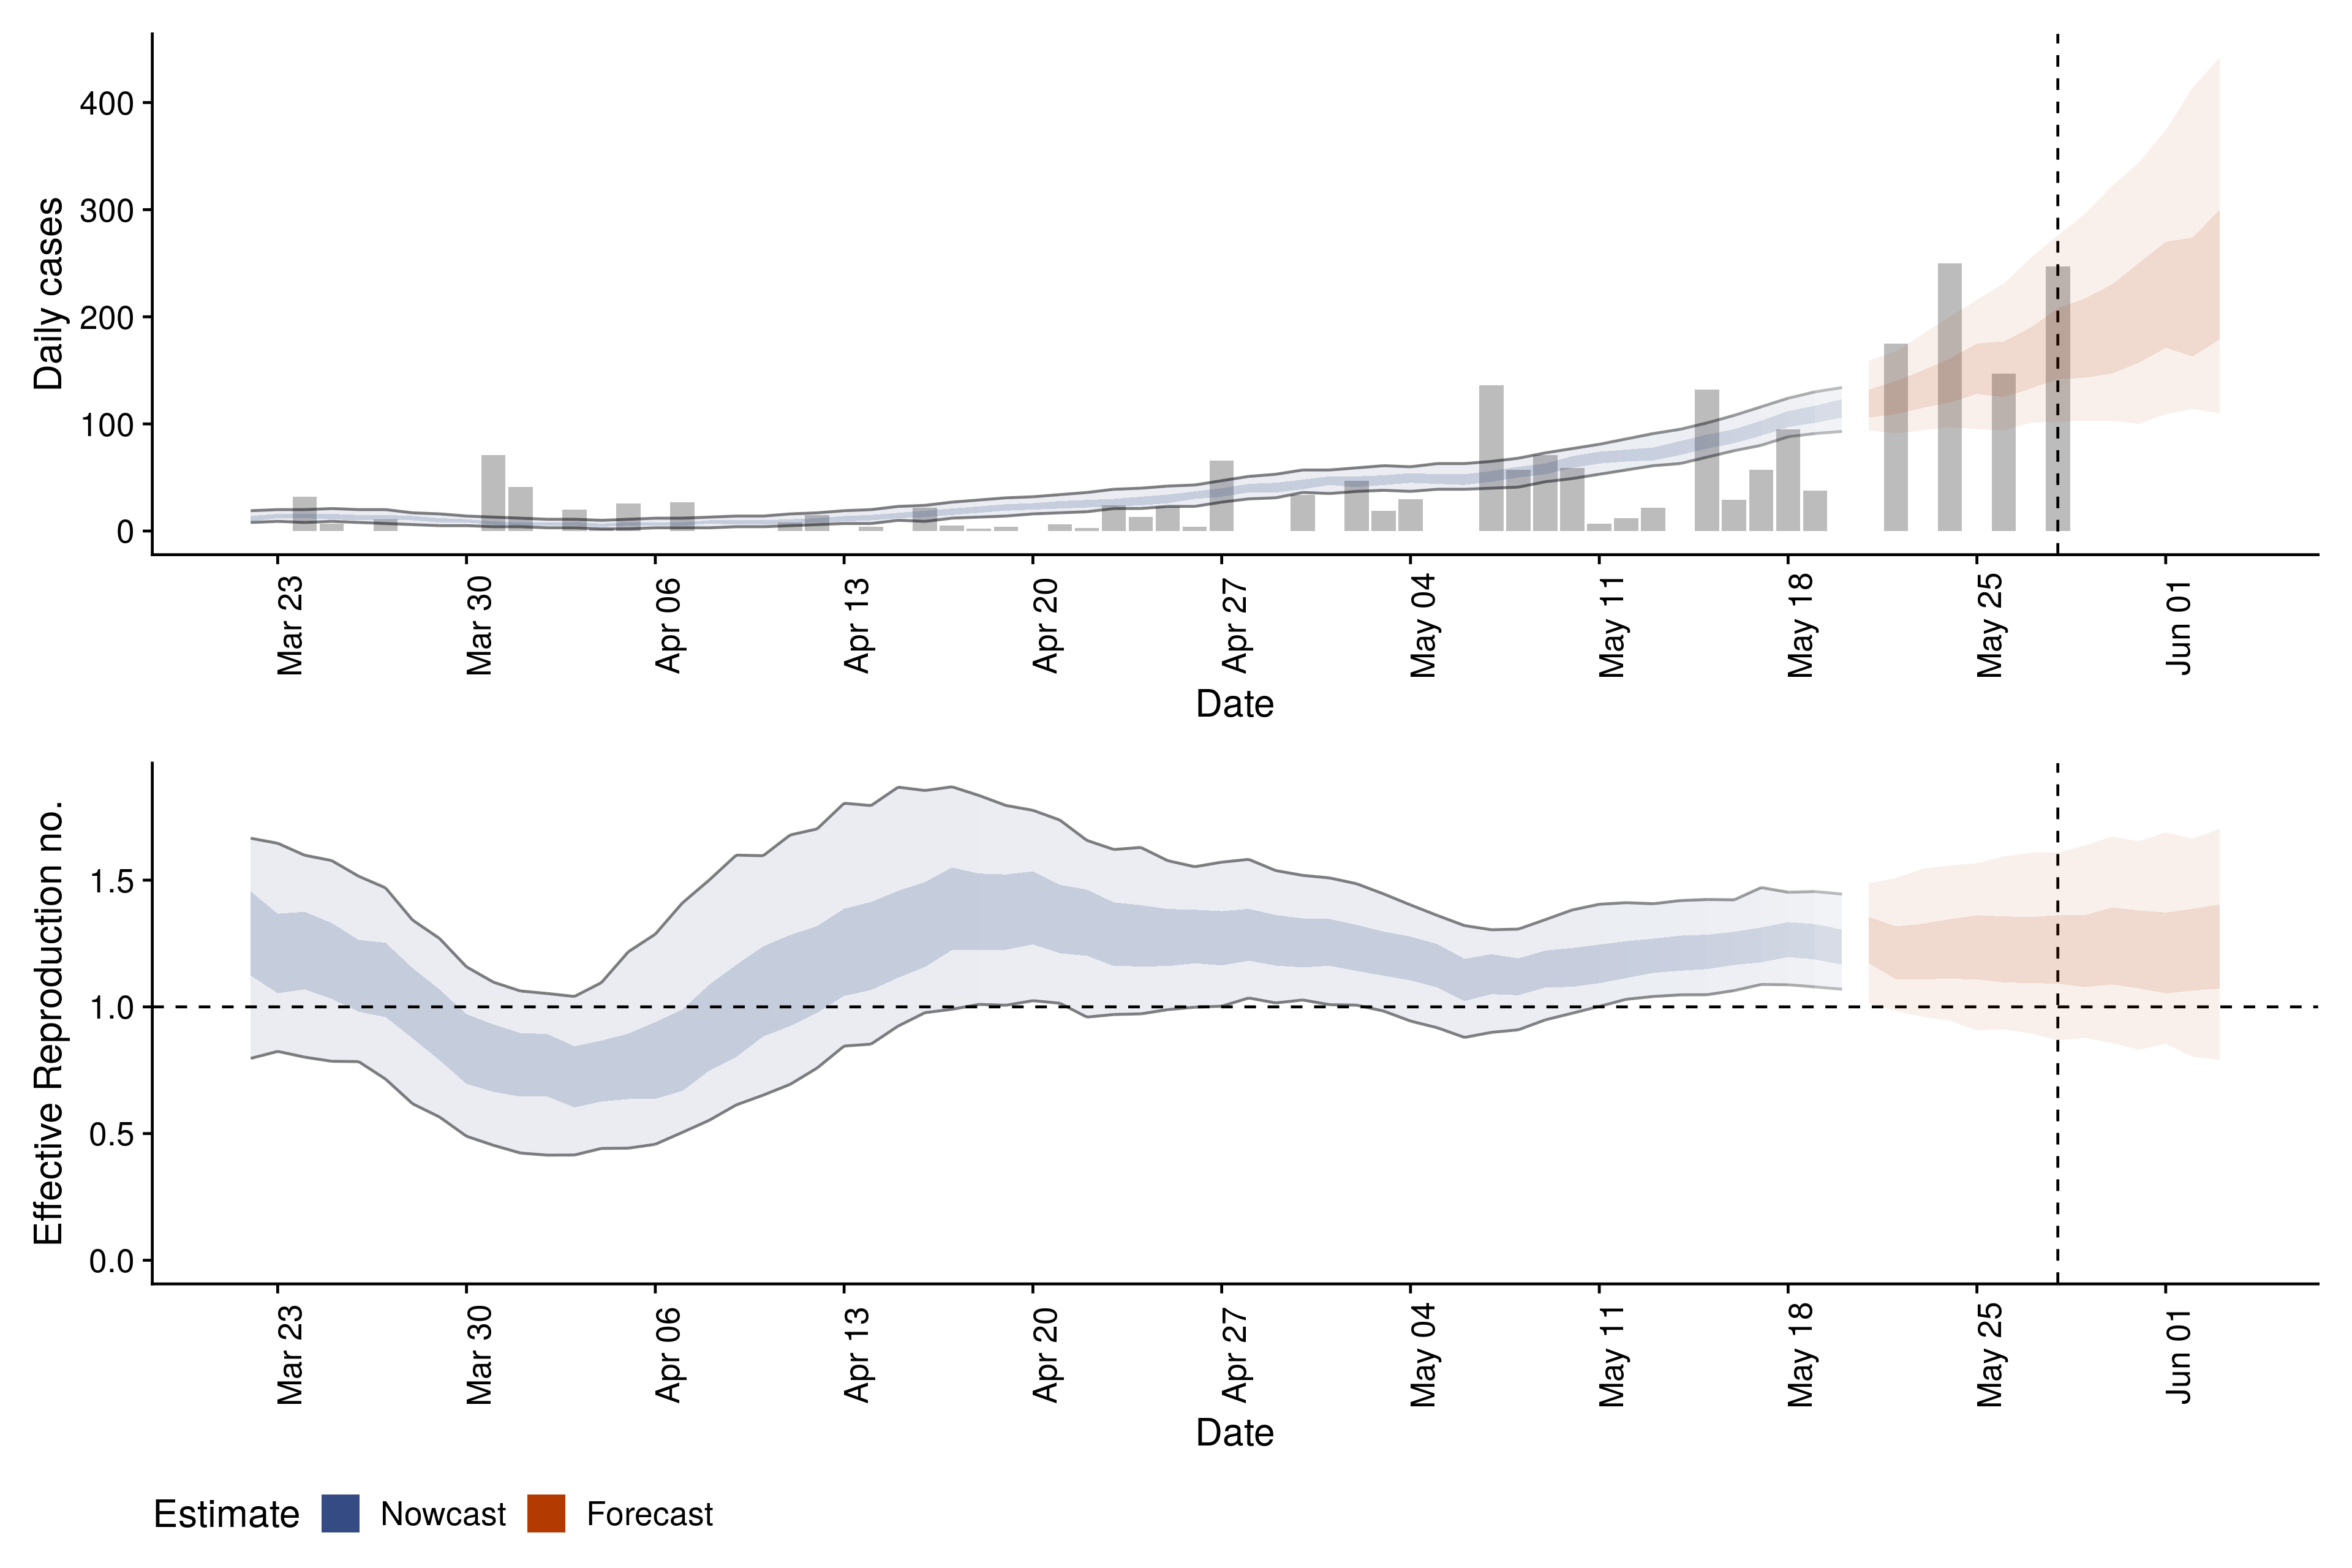 Daily cases
400
300
200
100
0
Mar 23
Mar 30
Apr 06
Apr 13
Apr 20
Apr 27
May 04
May 11
May 18
May 25
Jun 01
Date
Effective Reproduction no.
1.5
1.0
0.5
0.0
Mar 23
Mar 30
Apr 06
Apr 13
Apr 20
Apr 27
May 04
May 11
May 18
May 25
Jun 01
Date
Estimate Nowcast Forecast